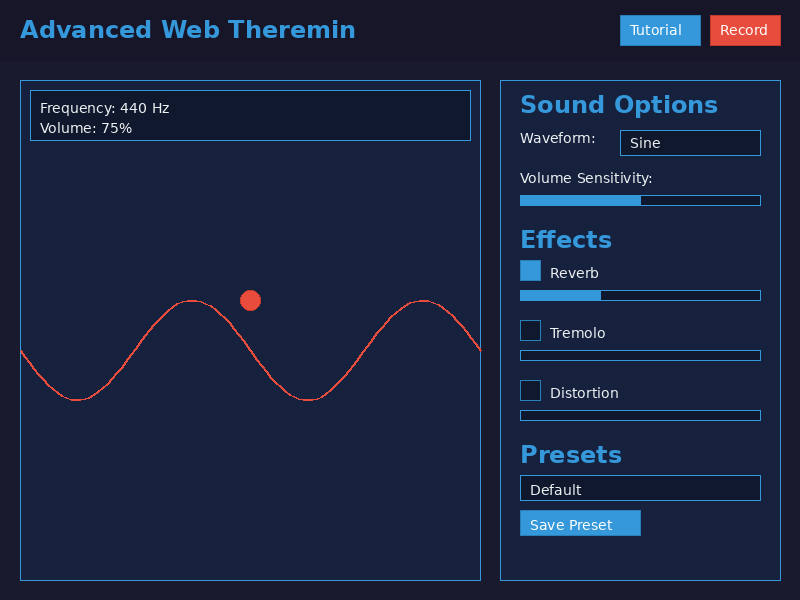 Advanced Web Theremin
Tutorial
Record
Frequency: 440 Hz
Volume: 75%
Sound Options
Waveform:
Sine
Volume Sensitivity:
Effects
Reverb
Tremolo
Distortion
Presets
Default
Save Preset